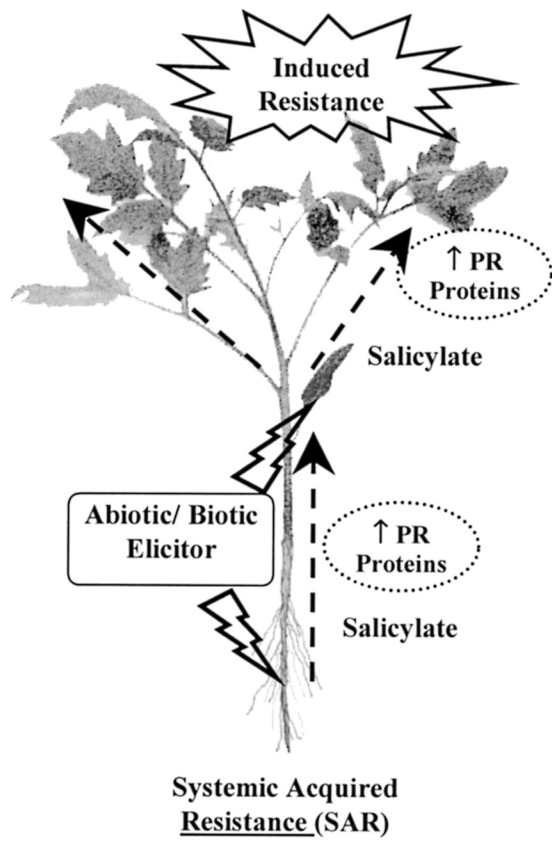 Induced
Resistance
↑ PR
Proteins
Salicylate
Abiotic/ Biotic
Elicitor
↑ PR
Proteins
Salicylate
Systemic Acquired
Resistance (SAR)